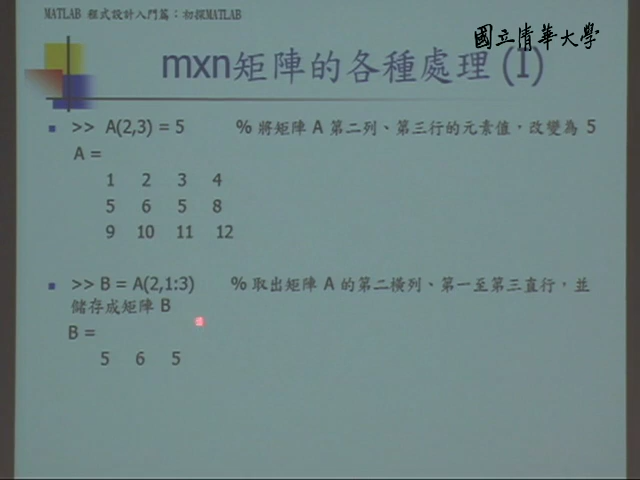 MATLAB 程式設計入門篇：初探MATLAB
國立清華大學
mxn矩陣的各種處理 (I)
>> A(2,3) = 5 % 將矩陣 A 第二列、第三行的元素值，改變為 5
A =
1 2 3 4
5 6 5 8
9 10 11 12
>> B = A(2,1:3) % 取出矩陣 A 的第二橫列、第一至第三直行，並
儲存成矩陣 B
B =
5 6 5